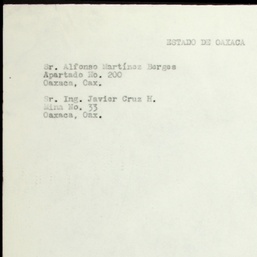 ESTADO DE OAXACA
Sr. Alfonso Martínez Borges
Apartado No. 200
Oaxaca, Oax.
Sr. Ing. Javier Cruz H.
Mina No. 33
Oaxaca, Oax.